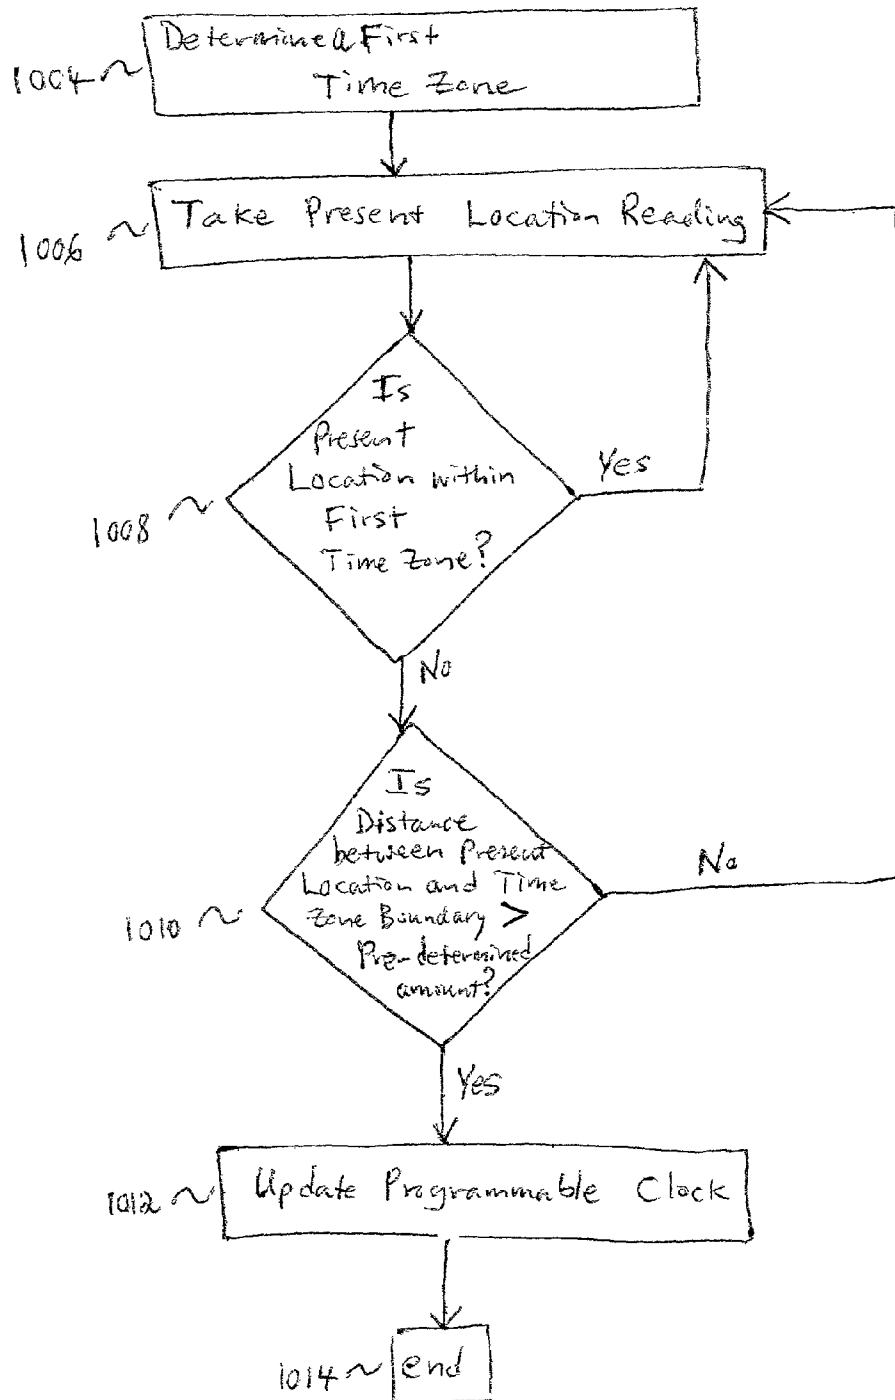 Determine a First
Time Zone
1004
Take Present Location Reading
1006
Is
Present
Location within
First
Time Zone?
Yes
1008
No
Is
Distance
between Present
Location and Time
Zone Boundary >
Pre-determined
amount?
No
1010
Yes
Update Programmable Clock
1012
end
1014